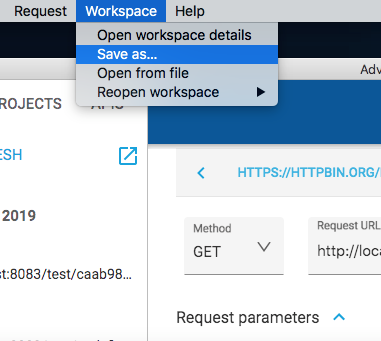 Request Workspace Help
Open workspace details
Save as...
Open from file
Reopen workspace
Adv
ROJECTS
ESH
HTTPS://HTTPBIN.ORG/
2019
Method
GET
Request URL
http://loca
st:8083/test/caab98...
Request parameters